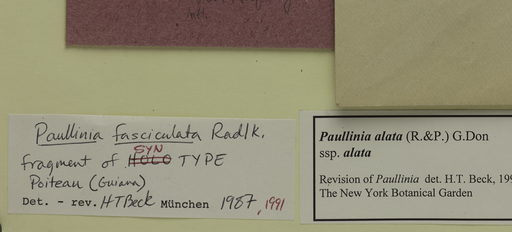 Paullinia fasciculata Radlk.
fragment of HOLO SYN TYPE
Poiteau (Guiana)
Det. - rev. HTBeck München 1987, 1991
Paullinia alata (R.&P.) G.Don
ssp. alata
Revision of Paullinia det. H.T. Beck, 199
The New York Botanical Garden